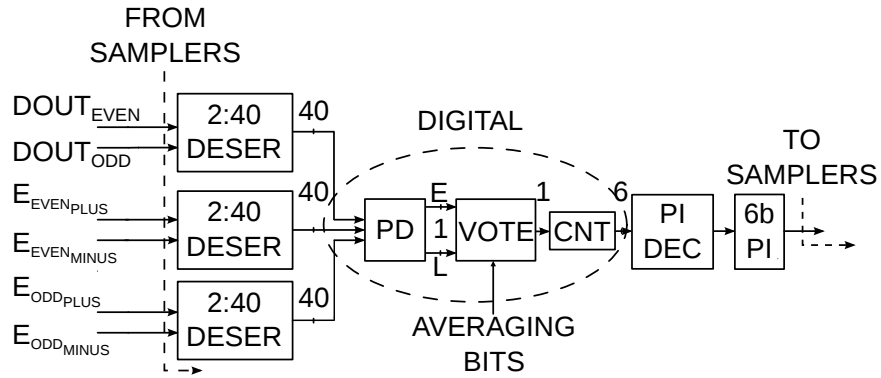 FROM
SAMPLERS
DOUT_EVEN
DOUT_ODD
2:40
DESER
40
E_EVEN_PLUS
E_EVEN_MINUS
2:40
DESER
40
E_ODD_PLUS
E_ODD_MINUS
2:40
DESER
40
DIGITAL
PD
E
1
L
VOTE
1
CNT
6
AVERAGING
BITS
PI
DEC
6b
PI
TO
SAMPLERS